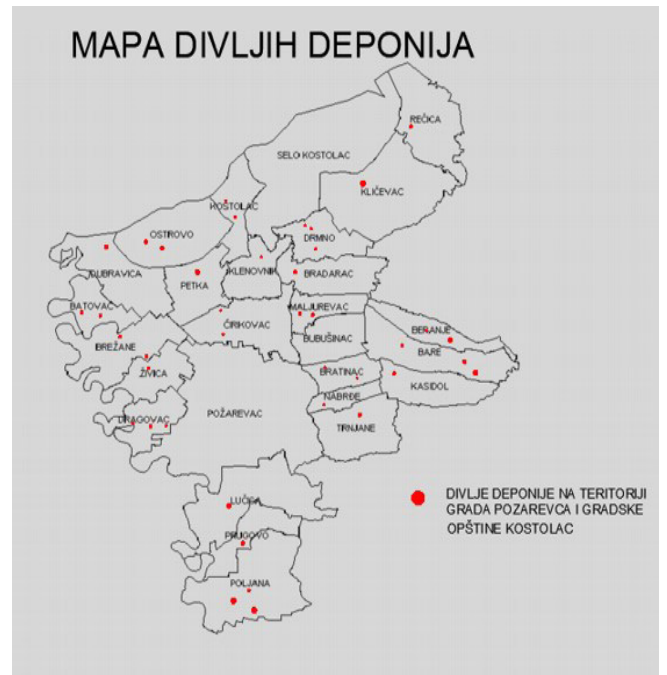 MAPA DIVLJIH DEPONIJA
REČICA
SELO KOSTOLAC
KLIČEVAC
KOSTOLAC
OSTROVO
DRMNO
DUBRAVICA
KLENOVNIK
BRADARAC
PETKA
BATOVAC
MALJUREVAC
ĆIRIKOVAC
BERANJE
BUBUŠINAC
BREŽANE
BARE
ŽIVICA
BRATINAC
KASIDOL
NABRĐE
POŽAREVAC
DRAGOVAC
TRNJANE
LUČICA
PRUGOVO
POLJANA
DIVLJE DEPONIJE NA TERITORIJI
GRADA POZAREVCA I GRADSKE
OPŠTINE KOSTOLAC